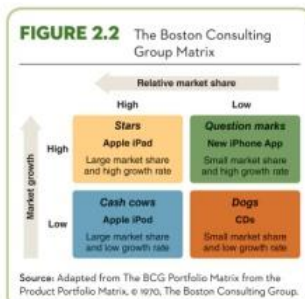 FIGURE 2.2 The Boston Consulting
Group Matrix
Relative market share
High Low
Market growth
High
Stars
Apple iPad
Large market share
and high growth rate
Question marks
New iPhone App
Small market share
and high growth rate
Low
Cash cows
Apple iPod
Large market share
and low growth rate
Dogs
CDs
Small market share
and low growth rate
Source: Adapted from The BCG Portfolio Matrix from the
Product Portfolio Matrix, © 1970, The Boston Consulting Group.